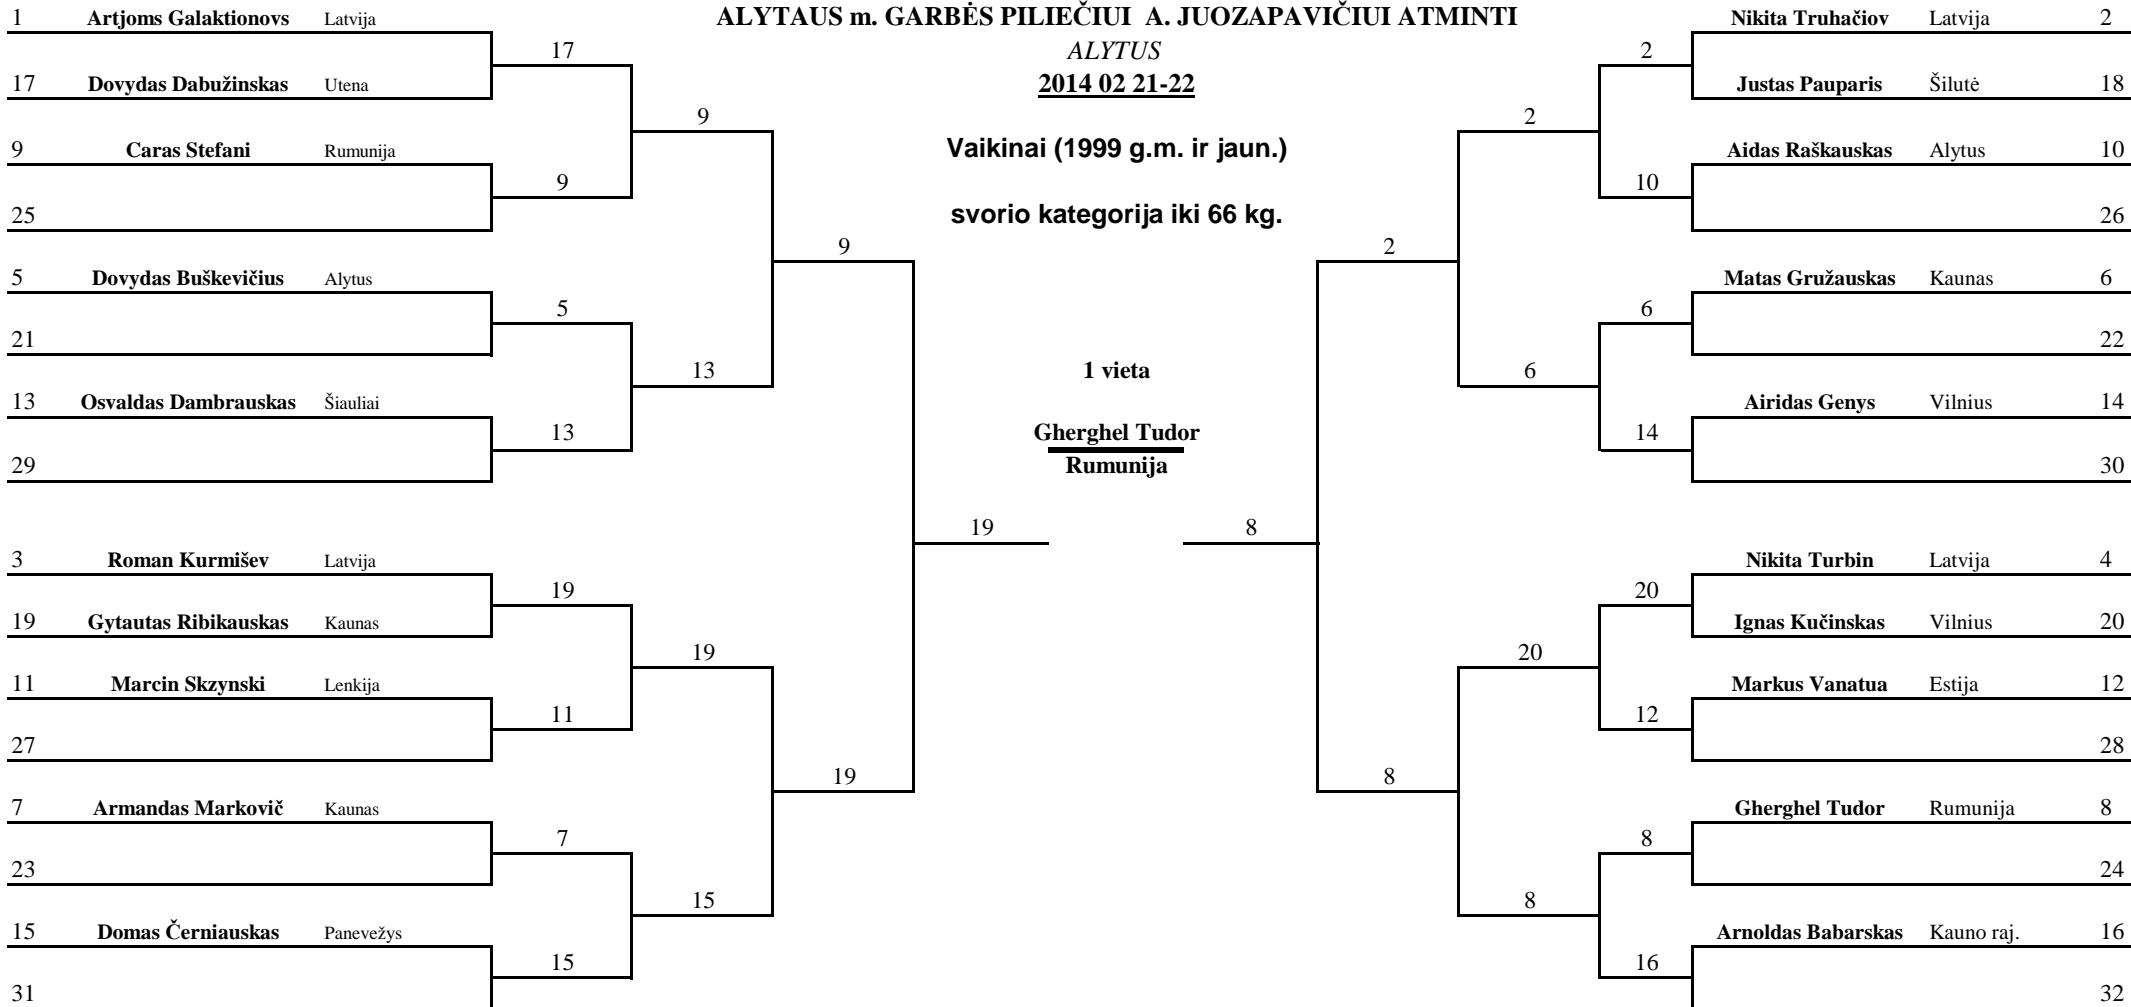 ALYTAUS m. GARBĖS PILIEČIUI A. JUOZAPAVIČIUI ATMINTI
ALYTUS
2014 02 21-22
Vaikinai (1999 g.m. ir jaun.)
svorio kategorija iki 66 kg.
1 Artjoms Galaktionovs Latvija
17
17 Dovydas Dabužinskas Utena
9
9 Caras Stefani Rumunija
9
25
9
5 Dovydas Buškevičius Alytus
5
21
13
13 Osvaldas Dambrauskas Šiauliai
13
29
19
3 Roman Kurmišev Latvija
19
19 Gytautas Ribikauskas Kaunas
19
11 Marcin Skzynski Lenkija
11
27
19
7 Armandas Markovič Kaunas
7
23
15
15 Domas Černiauskas Panevežys
15
31
1 vieta
Gherghel Tudor
Rumunija
Nikita Truhačiov Latvija 2
2
Justas Pauparis Šilutė 18
2
Aidas Raškauskas Alytus 10
10
26
2
Matas Gružauskas Kaunas 6
6
22
6
Airidas Genys Vilnius 14
14
30
8
Nikita Turbin Latvija 4
20
Ignas Kučinskas Vilnius 20
20
Markus Vanatua Estija 12
12
28
8
Gherghel Tudor Rumunija 8
8
24
8
Arnoldas Babarskas Kauno raj. 16
16
32